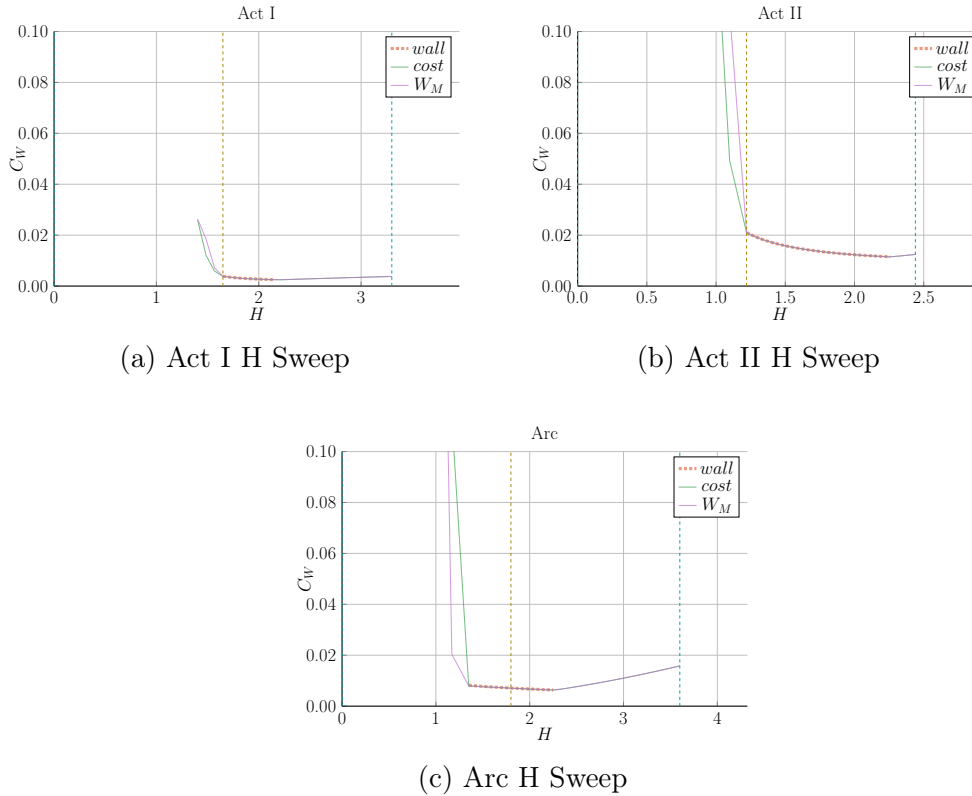 Act I
0.10
0.08
0.06
0.04
0.02
0.00
C_W
wall
cost
W_M
0 1 2 3
H
(a) Act I H Sweep
Act II
0.10
0.08
0.06
0.04
0.02
0.00
C_W
wall
cost
W_M
0.0 0.5 1.0 1.5 2.0 2.5
H
(b) Act II H Sweep
Arc
0.10
0.08
0.06
0.04
0.02
0.00
C_W
wall
cost
W_M
0 1 2 3 4
H
(c) Arc H Sweep